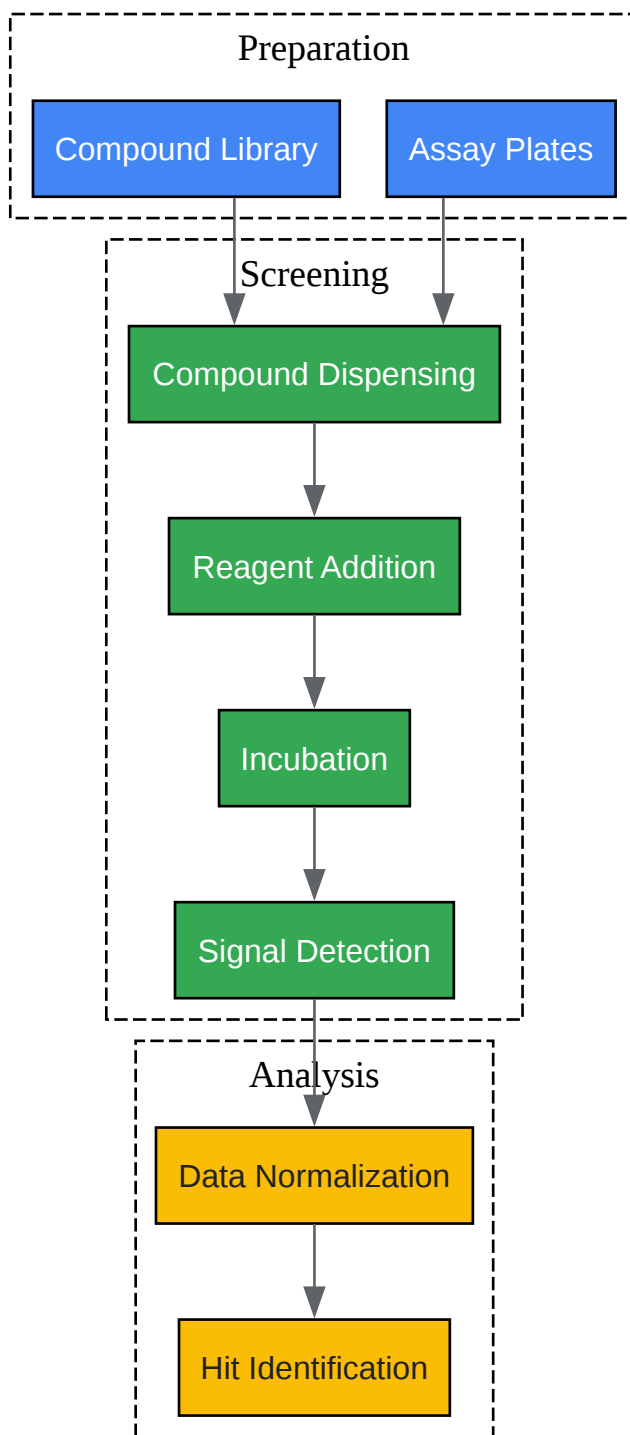 Preparation
Compound Library
Assay Plates
Screening
Compound Dispensing
Reagent Addition
Incubation
Signal Detection
Analysis
Data Normalization
Hit Identification